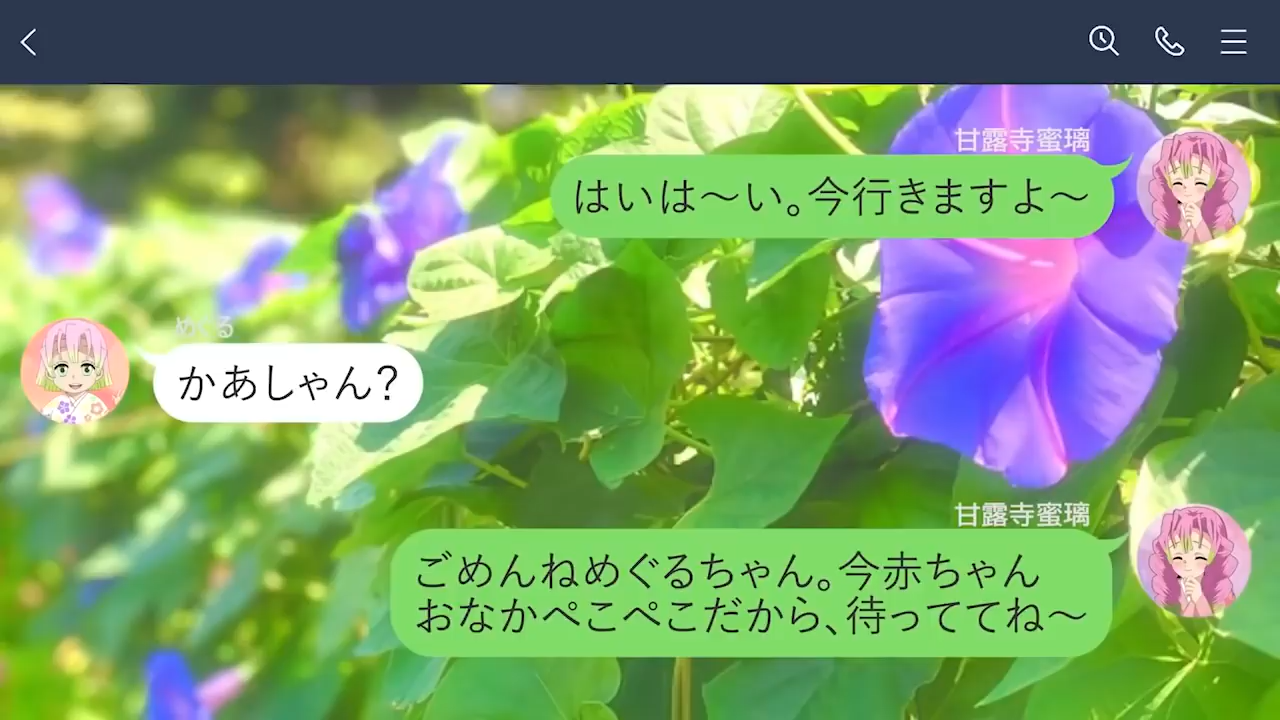 甘露寺蜜璃
はいは～い。今行きますよ～
めぐる
かあしゃん?
甘露寺蜜璃
ごめんねめぐるちゃん。今赤ちゃん
おなかぺこぺこだから、待っててね～